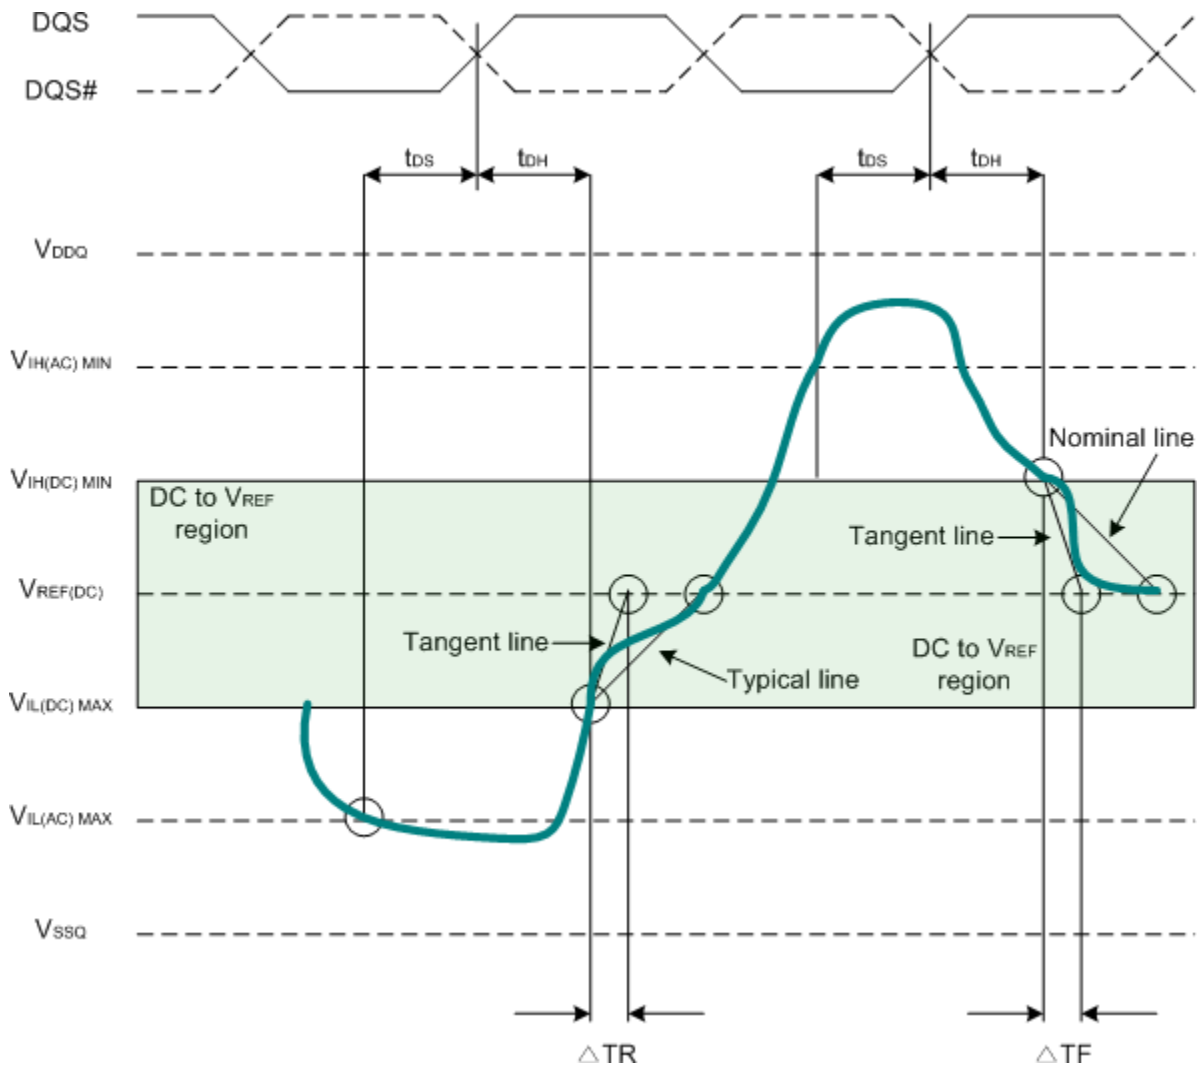 DQS
DQS#
tDS
tDH
tDS
tDH
VDDQ
VIH(AC) MIN
Nominal line
VIH(DC) MIN
DC to VREF
region
Tangent line
VREF(DC)
Tangent line
DC to VREF
region
Typical line
VIL(DC) MAX
VIL(AC) MAX
VSSQ
△TR
△TF